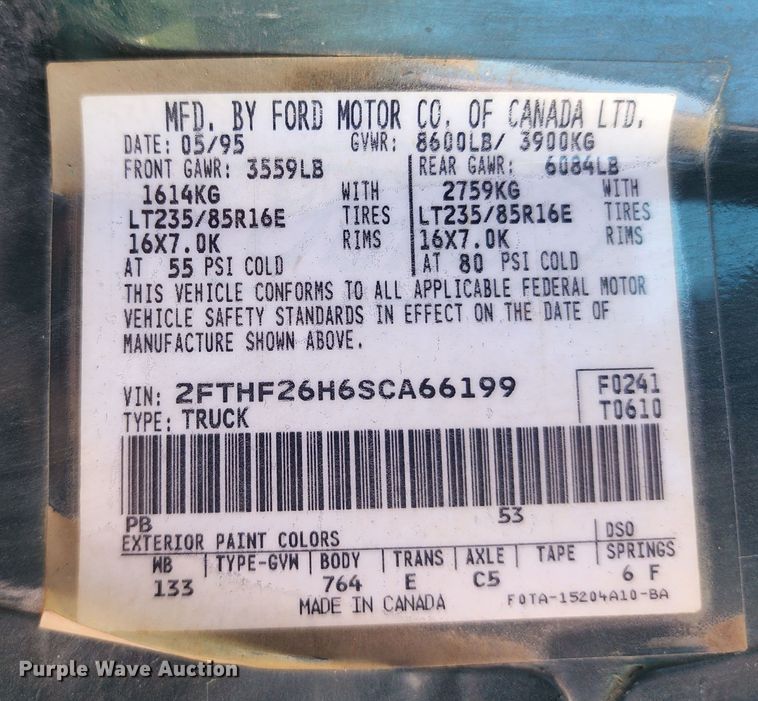 MFD. BY FORD MOTOR CO. OF CANADA LTD.
DATE: 05/95 GVWR: 8600LB/ 3900KG
FRONT GAWR: 3559LB REAR GAWR: 6084LB
1614KG WITH 2759KG WITH
LT235/85R16E TIRES LT235/85R16E TIRES
16X7.0K RIMS 16X7.0K RIMS
AT 55 PSI COLD AT 80 PSI COLD
THIS VEHICLE CONFORMS TO ALL APPLICABLE FEDERAL MOTOR
VEHICLE SAFETY STANDARDS IN EFFECT ON THE DATE OF
MANUFACTURE SHOWN ABOVE.
VIN: 2FTHF26H6SCA66199 F0241
TYPE: TRUCK T0610
PB 53
EXTERIOR PAINT COLORS DSO
WB TYPE-GVW BODY TRANS AXLE TAPE SPRINGS
133 764 E C5 6 F
MADE IN CANADA F0TA-15204A10-BA
Purple Wave Auction